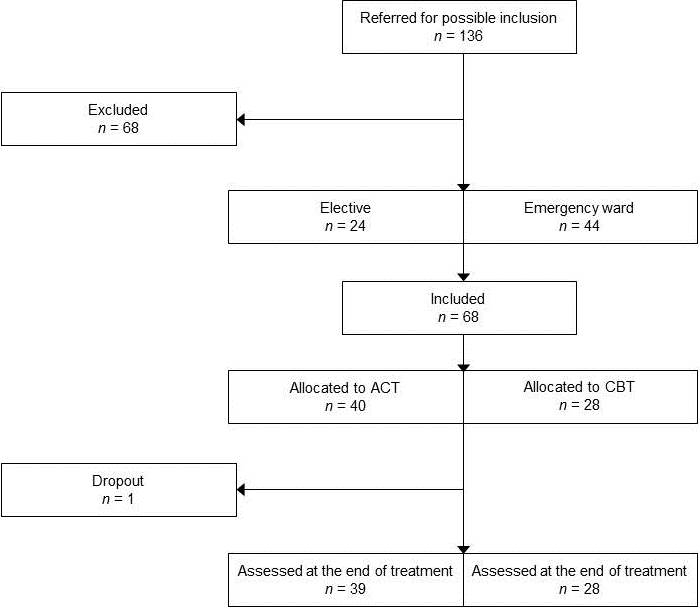 Referred for possible inclusion
n = 136
Excluded
n = 68
Elective
n = 24
Emergency ward
n = 44
Included
n = 68
Allocated to ACT
n = 40
Allocated to CBT
n = 28
Dropout
n = 1
Assessed at the end of treatment
n = 39
Assessed at the end of treatment
n = 28